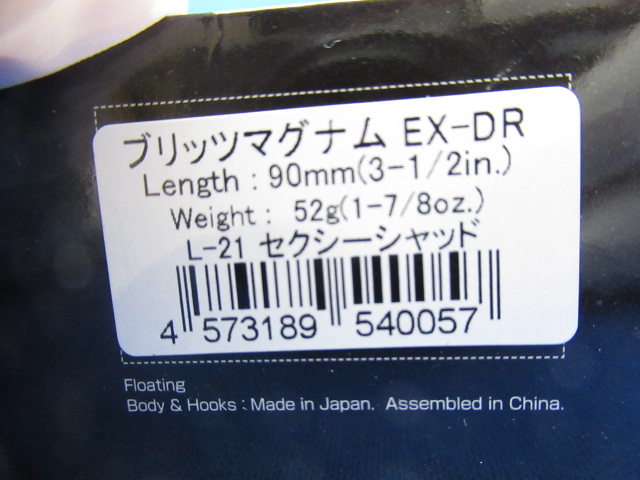 ブリッツマグナム EX-DR
Length : 90mm(3-1/2in.)
Weight : 52g(1-7/8oz.)
L-21 セクシーシャッド
4 573189 540057
Floating
Body & Hooks : Made in Japan. Assembled in China.